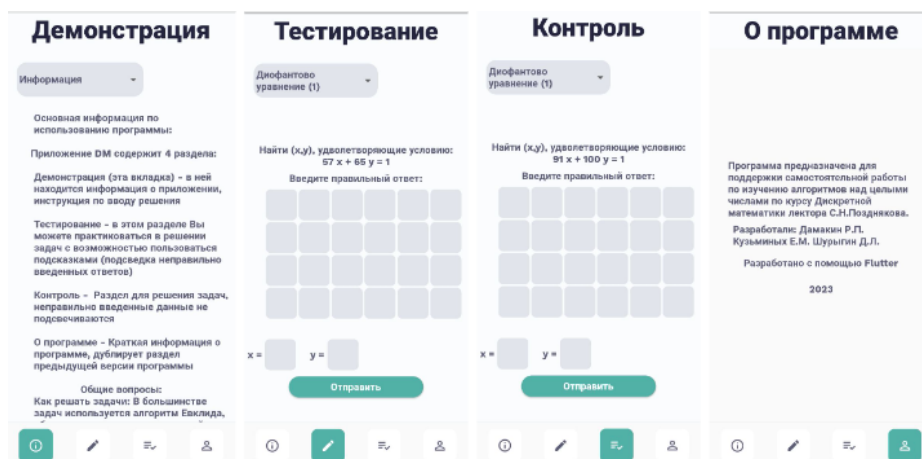 Демонстрация
Информация
Основная информация по
использованию программы:
Приложение DM содержит 4 раздела:
Демонстрация (эта вкладка) – в ней
находится информация о приложении,
инструкция по вводу решения
Тестирование – в этом разделе Вы
можете практиковаться в решении
задач с возможностью пользоваться
подсказками (подсведка неправильно
введенных ответов)
Контроль – Раздел для решения задач,
неправильно введенные данные не
подсвечиваются
О программе – Краткая информация о
программе, дублирует раздел
предыдущей версии программы
Общие вопросы:
Как решать задачи: В большинстве
задач используется алгоритм Евклида,
Тестирование
Диофантово
уравнение (1)
Найти (x,y), удволетворяющие условию:
57 x + 65 y = 1
Введите правильный ответ:
x =
y =
Отправить
Контроль
Диофантово
уравнение (1)
Найти (x,y), удволетворяющие условию:
91 x + 100 y = 1
Введите правильный ответ:
x =
y =
Отправить
О программе
Программа предназначена для
поддержки самостоятельной работы
по изучению алгоритмов над целыми
числами по курсу Дискретной
математики лектора С.Н.Позднякова.
Разработали: Дамакин Р.П.
Кузьминых Е.М. Шурыгин Д.Л.
Разработано с помощью Flutter
2023